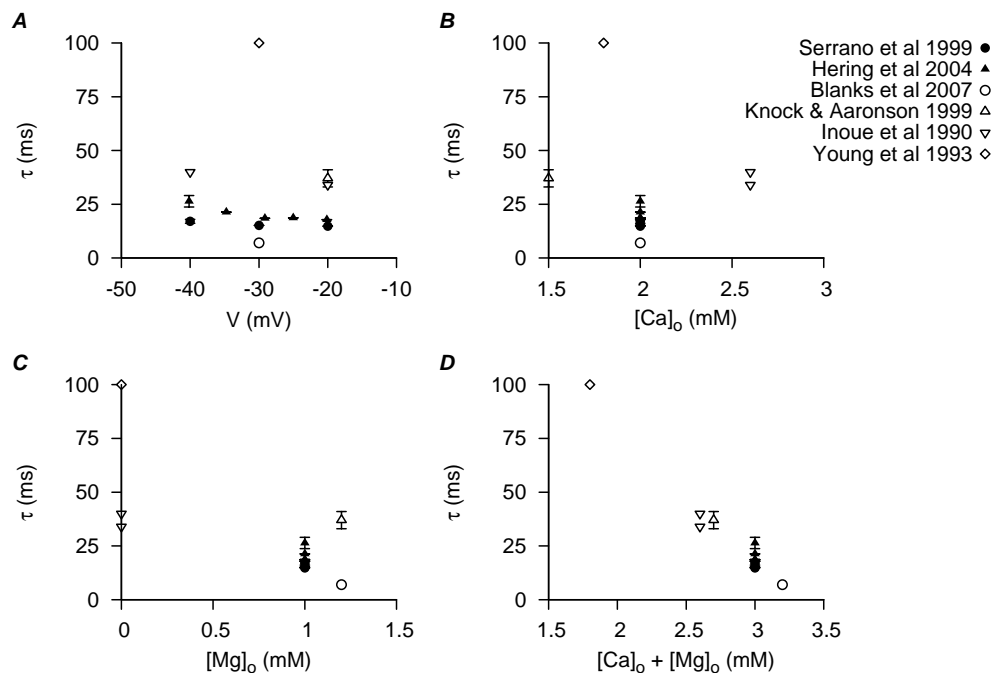 A
B
100
75
50
25
0
τ (ms)
-50 -40 -30 -20 -10
V (mV)
100
75
50
25
0
τ (ms)
1.5 2 2.5 3
[Ca]o (mM)
Serrano et al 1999
Hering et al 2004
Blanks et al 2007
Knock & Aaronson 1999
Inoue et al 1990
Young et al 1993
C
D
100
75
50
25
0
τ (ms)
0 0.5 1 1.5
[Mg]o (mM)
100
75
50
25
0
τ (ms)
1.5 2 2.5 3 3.5
[Ca]o + [Mg]o (mM)